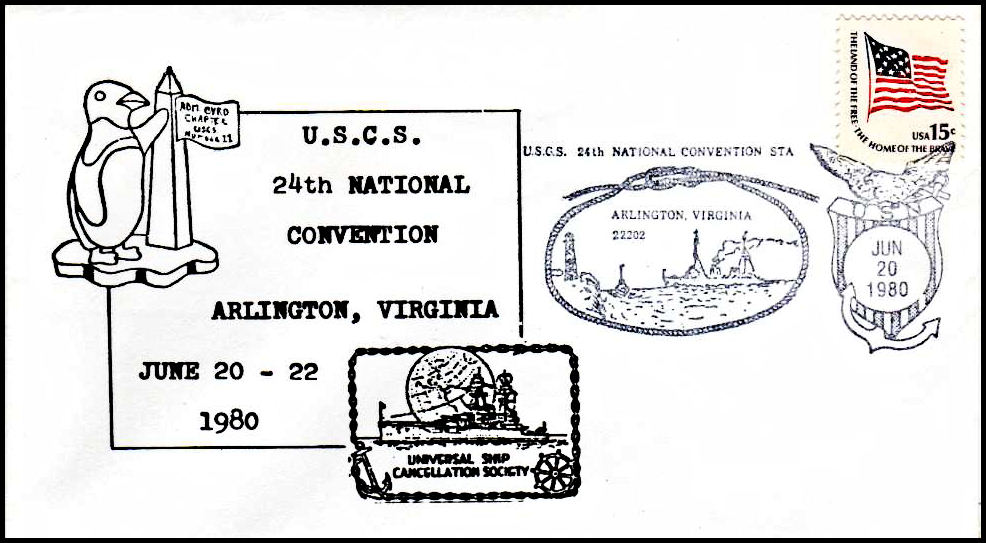 ADM BYRD
CHAPTER
USCS
NUMBER 11
U.S.C.S.
24th NATIONAL
CONVENTION
ARLINGTON, VIRGINIA
JUNE 20 - 22
1980
UNIVERSAL SHIP
CANCELLATION SOCIETY
THE LAND OF THE FREE · THE HOME OF THE BRAVE
USA 15c
U.S.C.S. 24th NATIONAL CONVENTION STA
ARLINGTON, VIRGINIA
22202
U S
JUN
20
1980